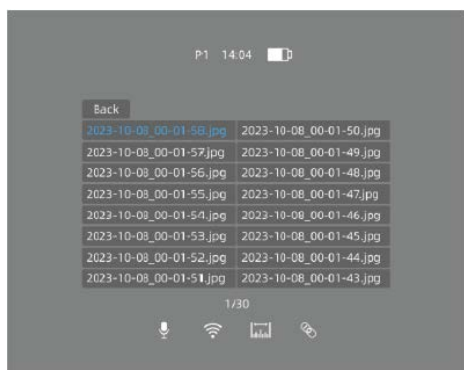 P1 14:04
Back
2023-10-08_00-01-58.jpg 2023-10-08_00-01-50.jpg
2023-10-08_00-01-57.jpg 2023-10-08_00-01-49.jpg
2023-10-08_00-01-56.jpg 2023-10-08_00-01-48.jpg
2023-10-08_00-01-55.jpg 2023-10-08_00-01-47.jpg
2023-10-08_00-01-54.jpg 2023-10-08_00-01-46.jpg
2023-10-08_00-01-53.jpg 2023-10-08_00-01-45.jpg
2023-10-08_00-01-52.jpg 2023-10-08_00-01-44.jpg
2023-10-08_00-01-51.jpg 2023-10-08_00-01-43.jpg
1/30